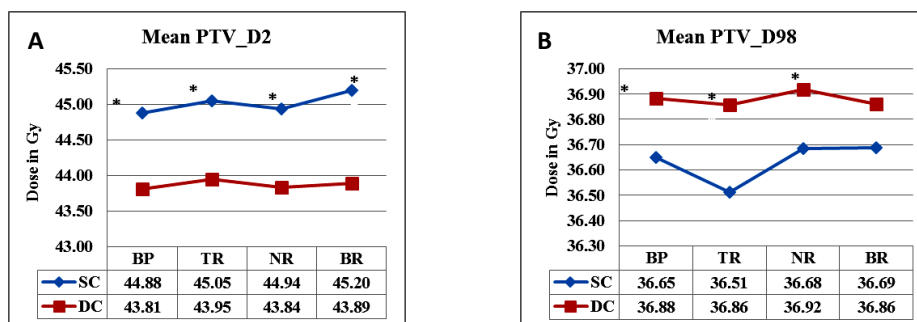 A
Mean PTV_D2
*
*
*
*
45.50
45.00
44.50
44.00
43.50
43.00
Dose in Gy
BP TR NR BR
SC 44.88 45.05 44.94 45.20
DC 43.81 43.95 43.84 43.89
B
Mean PTV_D98
*
*
*
37.00
36.90
36.80
36.70
36.60
36.50
36.40
36.30
Dose in Gy
BP TR NR BR
SC 36.65 36.51 36.68 36.69
DC 36.88 36.86 36.92 36.86